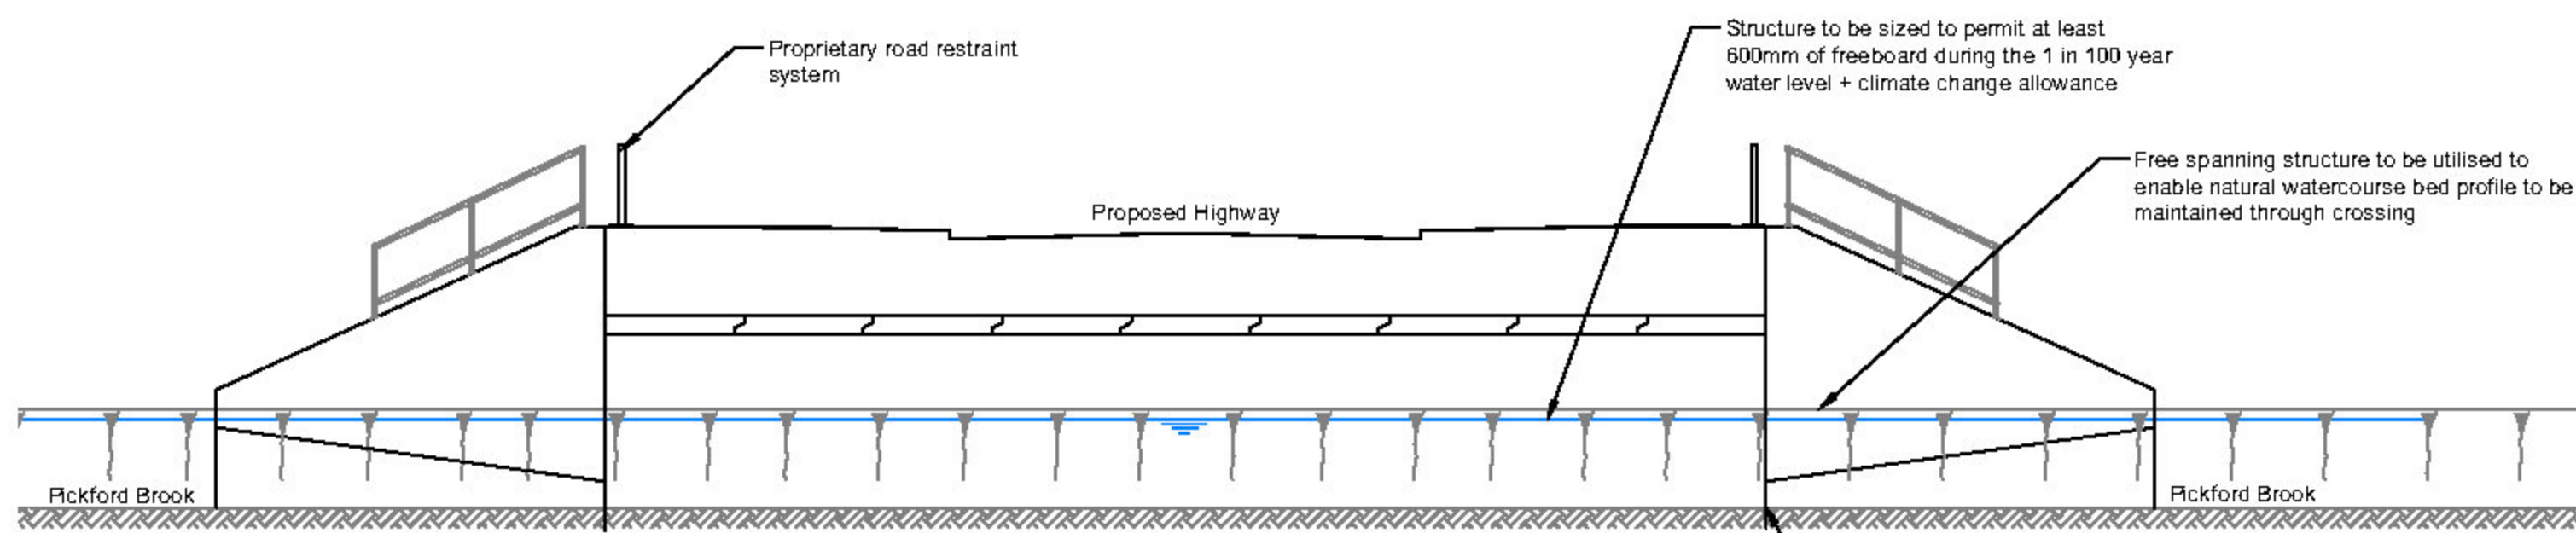 Structure to be sized to permit at least
600mm of freeboard during the 1 in 100 year
water level + climate change allowance
Proprietary road restraint
system
Free spanning structure to be utilised to
enable natural watercourse bed profile to be
maintained through crossing
Proposed Highway
Pickford Brook
Pickford Brook